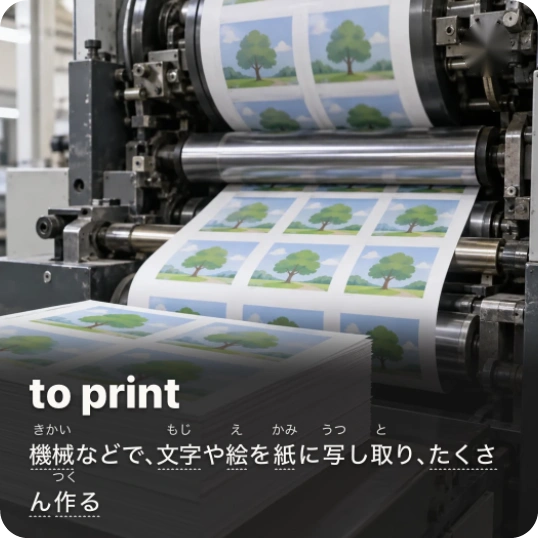 to print
きかい もじ え かみ うつ と
機械などで、文字や絵を紙に写し取り、たくさ
つく
ん作る